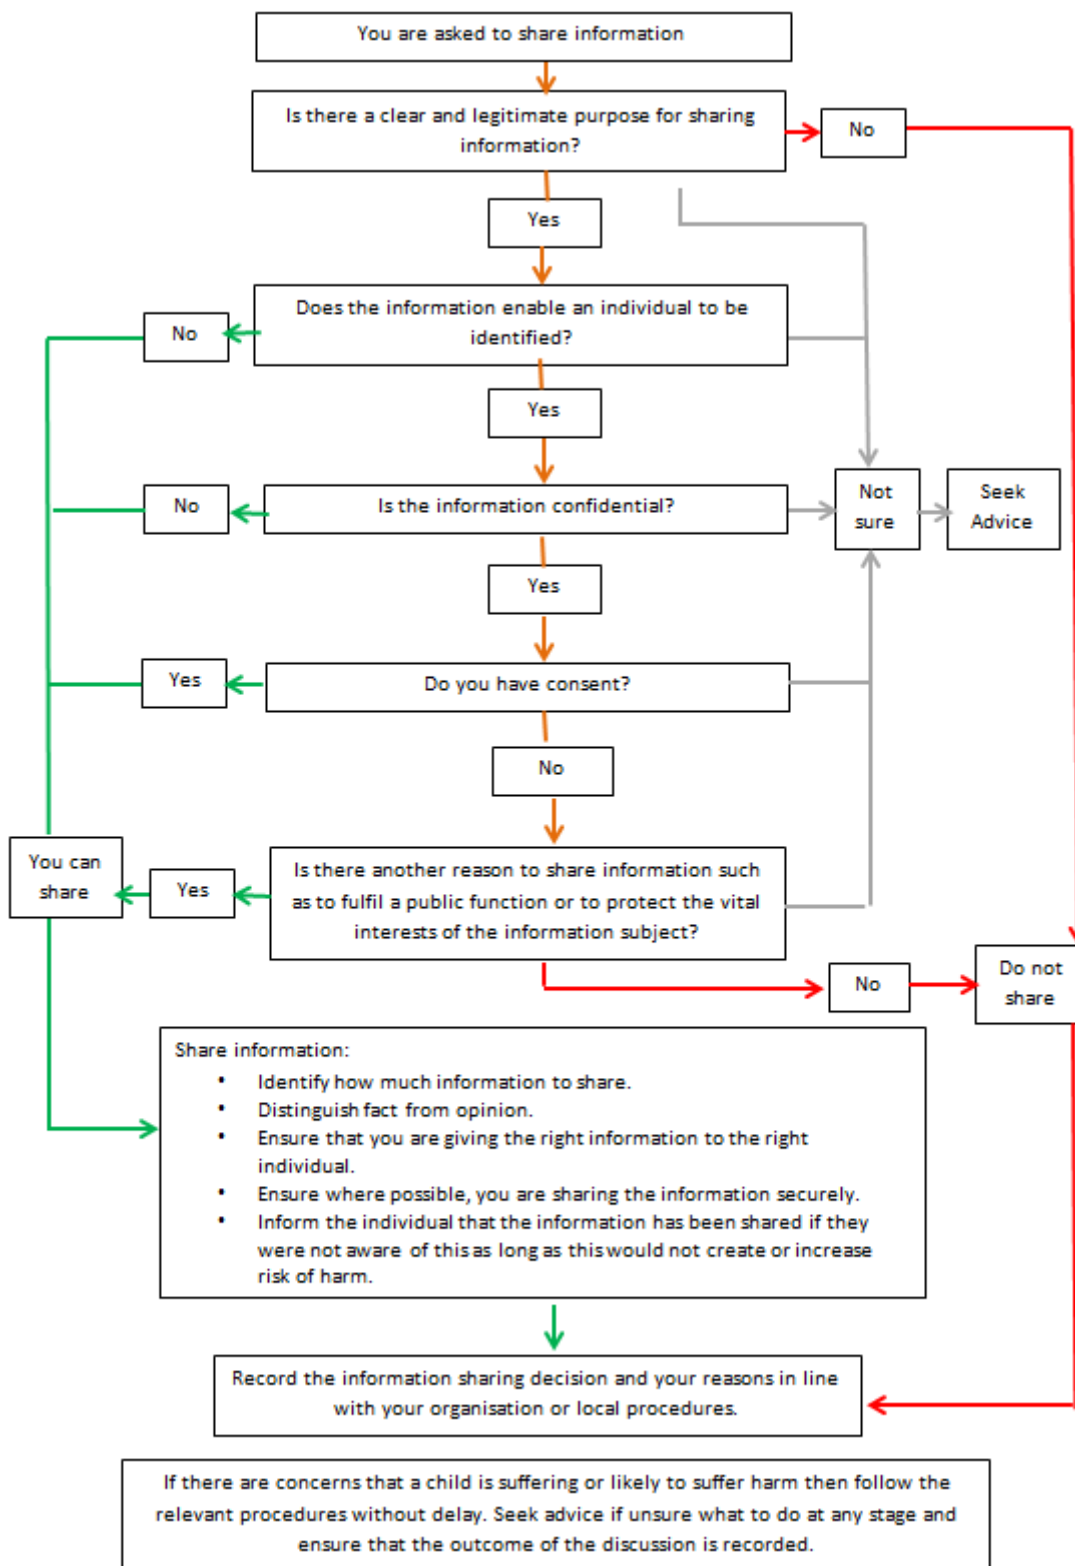 You are asked to share information
Is there a clear and legitimate purpose for sharing
information?
No
Yes
Does the information enable an individual to be
identified?
No
Yes
Is the information confidential?
No
Not
sure
Seek
Advice
Yes
Do you have consent?
Yes
No
Is there another reason to share information such
as to fulfil a public function or to protect the vital
interests of the information subject?
You can
share
Yes
No
Do not
share
Share information:
• Identify how much information to share.
• Distinguish fact from opinion.
• Ensure that you are giving the right information to the right
individual.
• Ensure where possible, you are sharing the information securely.
• Inform the individual that the information has been shared if they
were not aware of this as long as this would not create or increase
risk of harm.
Record the information sharing decision and your reasons in line
with your organisation or local procedures.
If there are concerns that a child is suffering or likely to suffer harm then follow the
relevant procedures without delay. Seek advice if unsure what to do at any stage and
ensure that the outcome of the discussion is recorded.